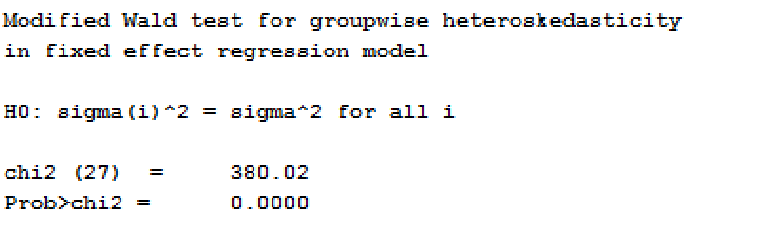 Modified Wald test for groupwise heteroskedasticity
in fixed effect regression model
H0: sigma(i)^2 = sigma^2 for all i
chi2 (27) = 380.02
Prob>chi2 = 0.0000